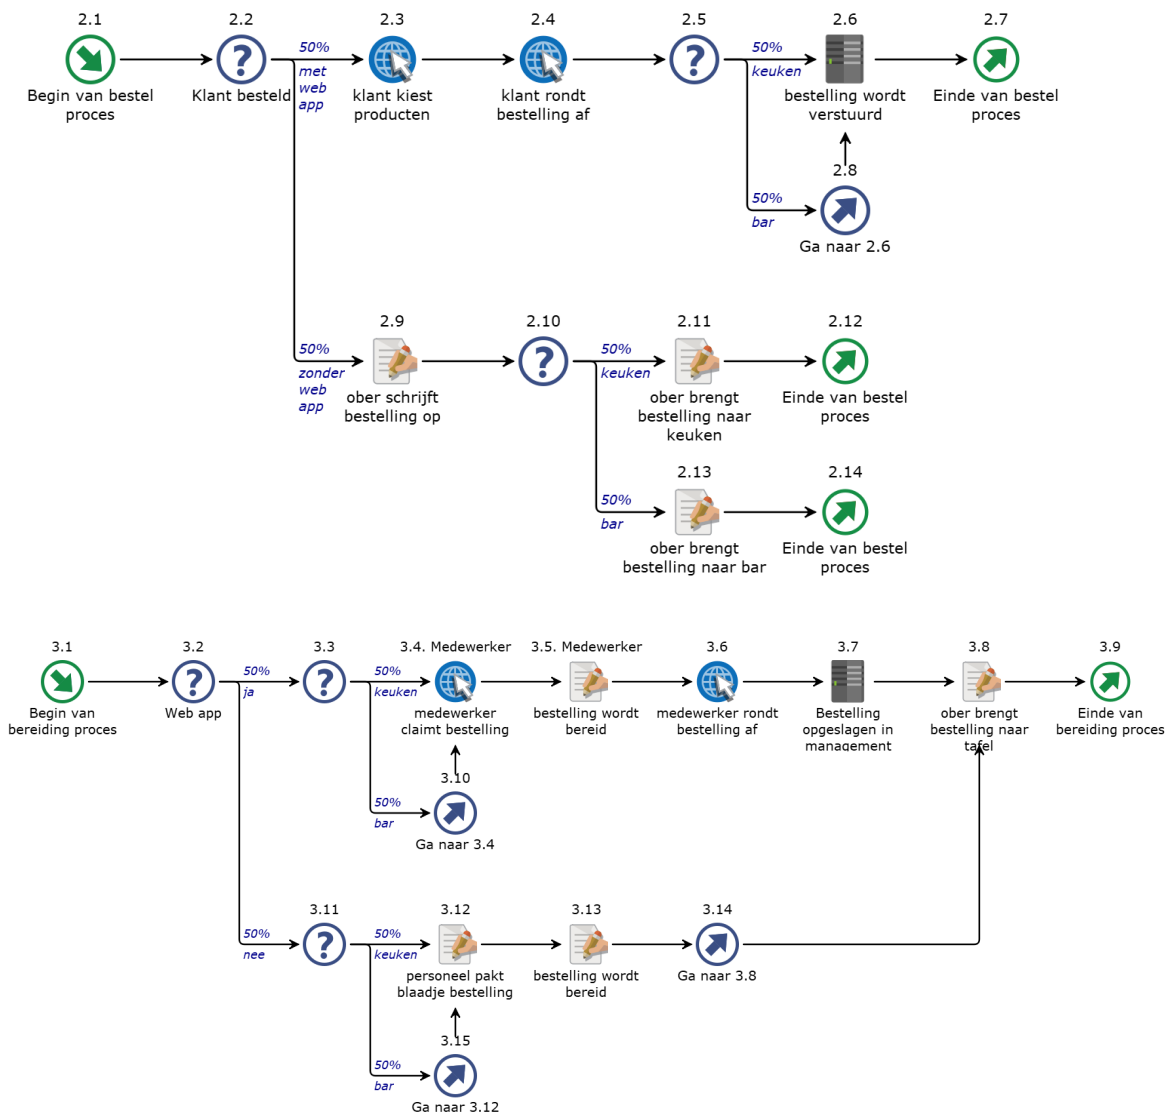 2.1
2.2
2.3
2.4
2.5
2.6
2.7
50%
met
web
app
50%
keuken
Begin van bestel
proces
Klant besteld
klant kiest
producten
klant rondt
bestelling af
bestelling wordt
verstuurd
Einde van bestel
proces
2.8
50%
bar
Ga naar 2.6
2.9
2.10
2.11
2.12
50%
zonder
web
app
50%
keuken
ober schrijft
bestelling op
ober brengt
bestelling naar
keuken
Einde van bestel
proces
2.13
2.14
50%
bar
ober brengt
bestelling naar bar
Einde van bestel
proces
3.1
3.2
3.3
3.4. Medewerker
3.5. Medewerker
3.6
3.7
3.8
3.9
50%
ja
50%
keuken
Begin van
bereiding proces
Web app
medewerker
claimt bestelling
bestelling wordt
bereid
medewerker rondt
bestelling af
Bestelling
opgeslagen in
management
ober brengt
bestelling naar
tafel
Einde van
bereiding proces
3.10
50%
bar
Ga naar 3.4
3.11
3.12
3.13
3.14
50%
nee
50%
keuken
personeel pakt
blaadje bestelling
bestelling wordt
bereid
Ga naar 3.8
3.15
50%
bar
Ga naar 3.12